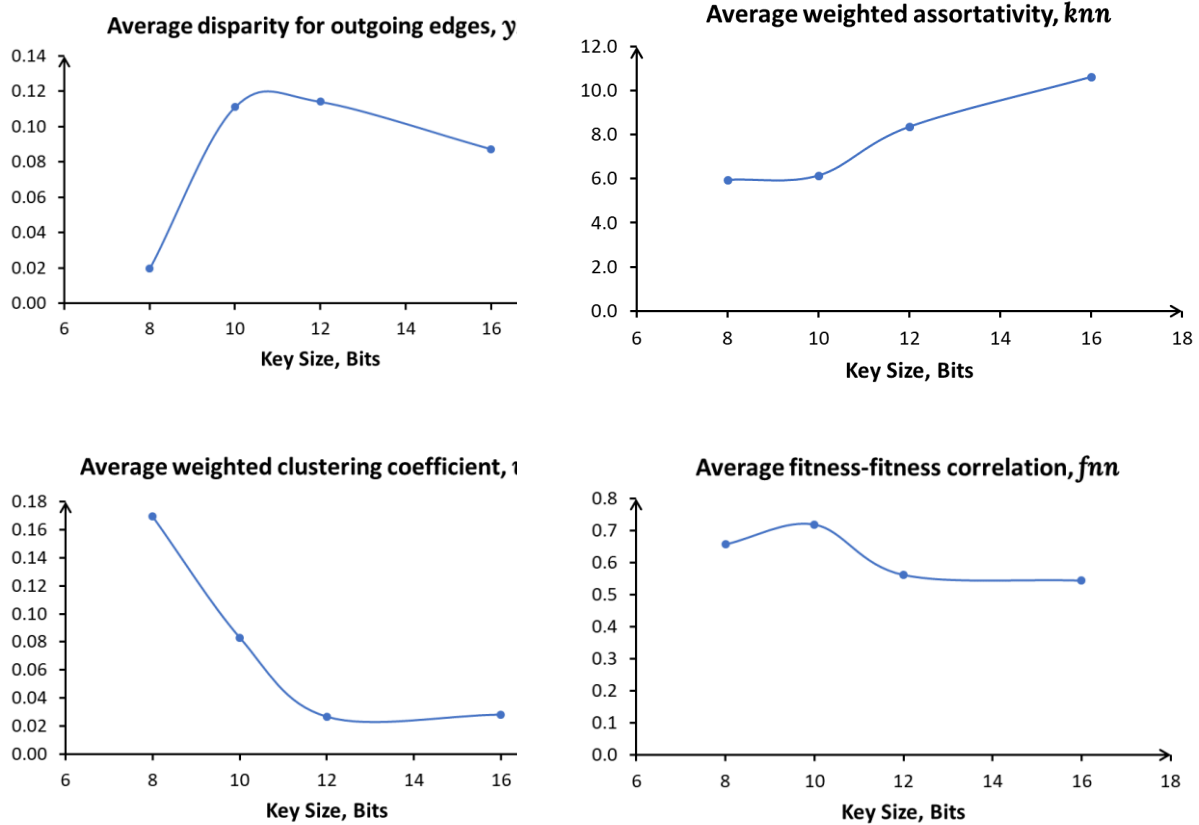 Average disparity for outgoing edges, y
0.14
0.12
0.10
0.08
0.06
0.04
0.02
0.00
6 8 10 12 14 16
Key Size, Bits
Average weighted assortativity, knn
12.0
10.0
8.0
6.0
4.0
2.0
0.0
6 8 10 12 14 16 18
Key Size, Bits
Average weighted clustering coefficient,
0.18
0.16
0.14
0.12
0.10
0.08
0.06
0.04
0.02
0.00
6 8 10 12 14 16
Key Size, Bits
Average fitness-fitness correlation, fnn
0.8
0.7
0.6
0.5
0.4
0.3
0.2
0.1
0.0
6 8 10 12 14 16 18
Key Size, Bits